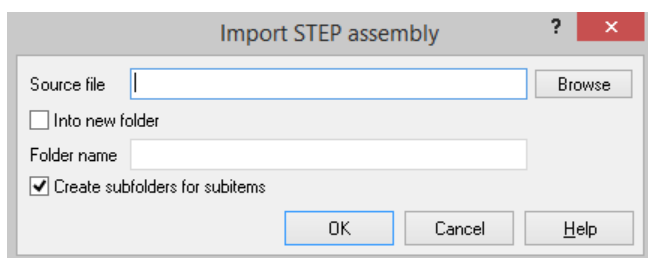 Import STEP assembly ?
Source file Browse
Into new folder
Folder name
Create subfolders for subitems
OK Cancel Help